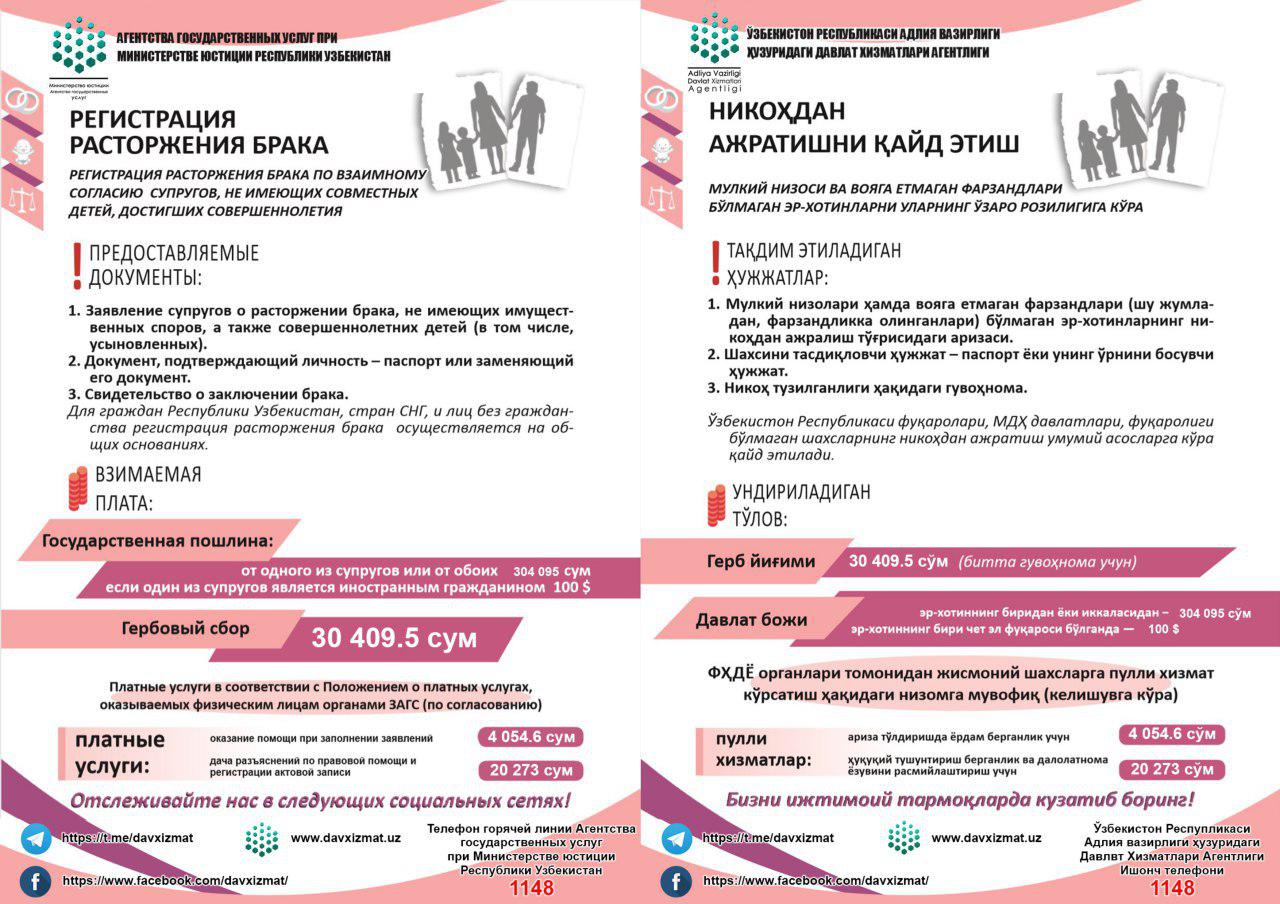 АГЕНТСТВА ГОСУДАРСТВЕННЫХ УСЛУГ ПРИ
МИНИСТЕРСТВЕ ЮСТИЦИИ РЕСПУБЛИКИ УЗБЕКИСТАН
Министерства юстиции
Агентства государственных
услуг
РЕГИСТРАЦИЯ
РАСТОРЖЕНИЯ БРАКА
РЕГИСТРАЦИЯ РАСТОРЖЕНИЯ БРАКА ПО ВЗАИМНОМУ
СОГЛАСИЮ СУПРУГОВ, НЕ ИМЕЮЩИХ СОВМЕСТНЫХ
ДЕТЕЙ, ДОСТИГШИХ СОВЕРШЕННОЛЕТИЯ
! ПРЕДОСТАВЛЯЕМЫЕ
ДОКУМЕНТЫ:
1. Заявление супругов о расторжении брака, не имеющих имущест-
венных споров, а также совершеннолетних детей (в том числе,
усыновленных).
2. Документ, подтверждающий личность – паспорт или заменяющий
его документ.
3. Свидетельство о заключении брака.
Для граждан Республики Узбекистан, стран СНГ, и лиц без граждан-
ства регистрация расторжения брака осуществляется на об-
щих основаниях.
ВЗИМАЕМАЯ
ПЛАТА:
Государственная пошлина:
от одного из супругов или от обоих 304 095 сум
если один из супругов является иностранным гражданином 100 $
Гербовый сбор
30 409.5 сум
Платные услуги в соответствии с Положением о платных услугах,
оказываемых физическим лицам органами ЗАГС (по согласованию)
платные
услуги:
оказание помощи при заполнении заявлений
4 054.6 сум
дача разъяснений по правовой помощи и
регистрации актовой записи
20 273 сум
Отслеживайте нас в следующих социальных сетях!
https://t.me/davxizmat
www.davxizmat.uz
https://www.facebook.com/davxizmat/
Телефон горячей линии Агентства
государственных услуг
при Министерстве юстиции
Республики Узбекистан
1148
ЎЗБЕКИСТОН РЕСПУБЛИКАСИ АДЛИЯ ВАЗИРЛИГИ
ҲУЗУРИДАГИ ДАВЛАТ ХИЗМАТЛАРИ АГЕНТЛИГИ
Adliya Vazirligi
Davlat Xizmatlari
Agentligi
НИКОҲДАН
АЖРАТИШНИ ҚАЙД ЭТИШ
МУЛКИЙ НИЗОСИ ВА ВОЯГА ЕТМАГАН ФАРЗАНДЛАРИ
БЎЛМАГАН ЭР-ХОТИНЛАРНИ УЛАРНИНГ ЎЗАРО РОЗИЛИГИГА КЎРА
! ТАҚДИМ ЭТИЛАДИГАН
ҲУЖЖАТЛАР:
1. Мулкий низолари ҳамда вояга етмаган фарзандлари (шу жумла-
дан, фарзандликка олинганлари) бўлмаган эр-хотинларнинг ни-
коҳдан ажралиш тўғрисидаги аризаси.
2. Шахсини тасдиқловчи ҳужжат – паспорт ёки унинг ўрнини босувчи
ҳужжат.
3. Никоҳ тузилганлиги ҳақидаги гувоҳнома.
Ўзбекистон Республикаси фуқаролари, МДҲ давлатлари, фуқаролиги
бўлмаган шахсларнинг никоҳдан ажратиш умумий асосларга кўра
қайд этилади.
УНДИРИЛАДИГАН
ТЎЛОВ:
Герб йиғими
30 409.5 сўм (битта гувоҳнома учун)
Давлат божи
эр-хотиннинг биридан ёки иккаласидан – 304 095 сўм
эр-хотиннинг бири чет эл фуқароси бўлганда — 100 $
ФҲДЁ органлари томонидан жисмоний шахсларга пулли хизмат
кўрсатиш ҳақидаги низомга мувофиқ (келишувга кўра)
пулли
хизматлар:
ариза тўлдиришда ёрдам берганлик учун
4 054.6 сўм
ҳуқуқий тушунтириш берганлик ва далолатнома
ёзувини расмийлаштириш учун
20 273 сўм
Бизни ижтимоий тармоқларда кузатиб боринг!
https://t.me/davxizmat
www.davxizmat.uz
https://www.facebook.com/davxizmat/
Ўзбекистон Респупликаси
Адлия вазирлиги ҳузуридаги
Давлвт Хизматлари Агентлиги
Ишонч телефони
1148